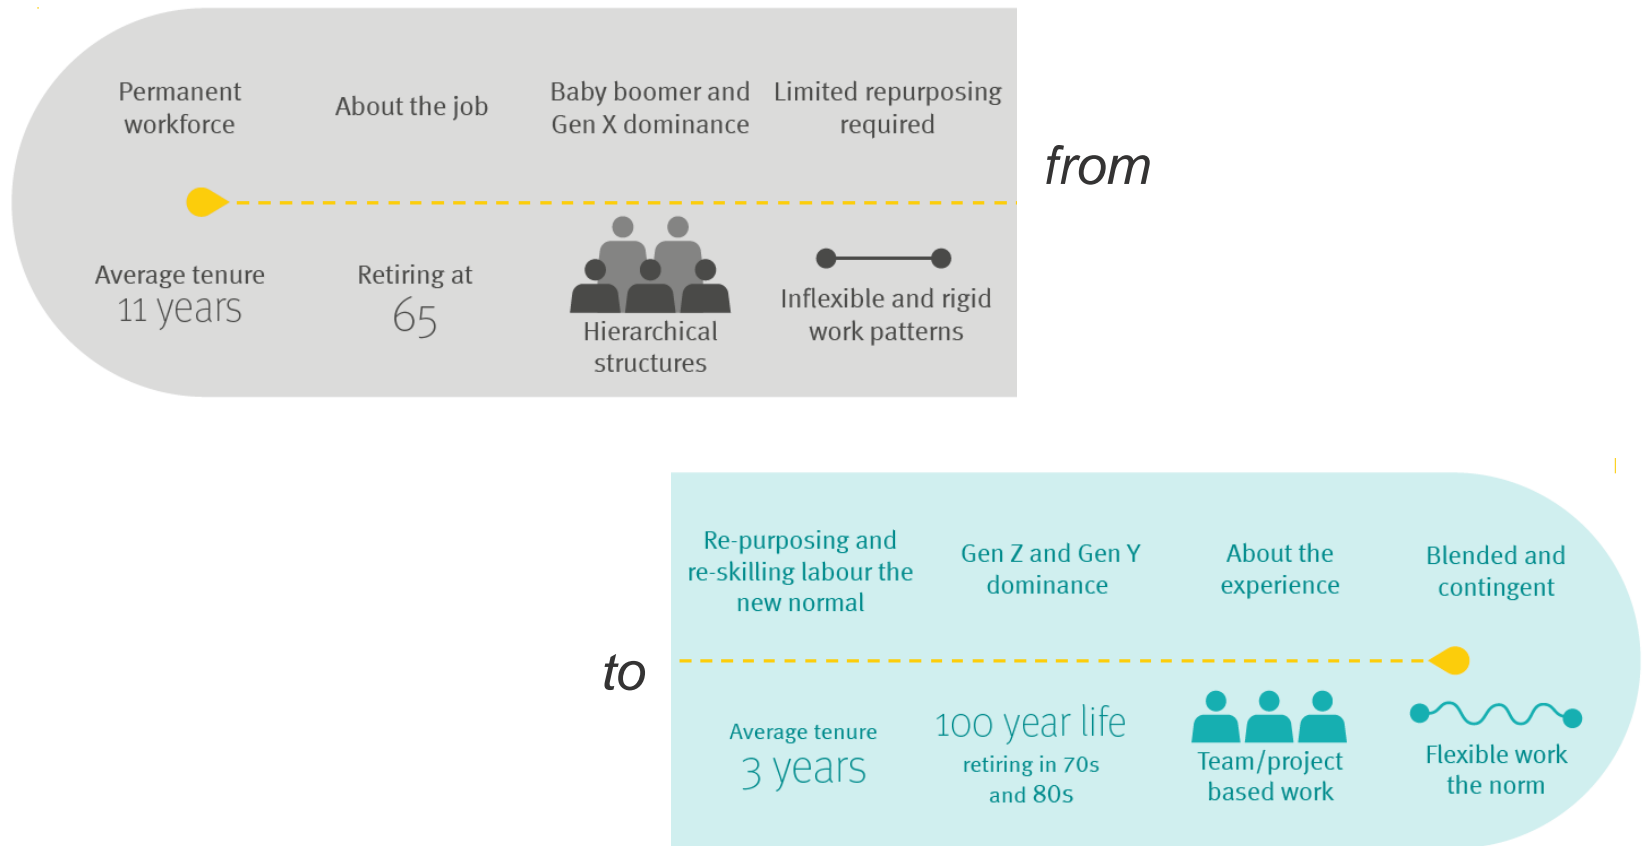 Permanent
workforce
About the job
Baby boomer and
Gen X dominance
Limited repurposing
required
from
Average tenure
11 years
Retiring at
65
Hierarchical
structures
Inflexible and rigid
work patterns
to
Re-purposing and
re-skilling labour the
new normal
Gen Z and Gen Y
dominance
About the
experience
Blended and
contingent
Average tenure
3 years
100 year life
retiring in 70s
and 80s
Team/project
based work
Flexible work
the norm